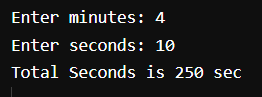 Enter minutes: 4
Enter seconds: 10
Total Seconds is 250 sec